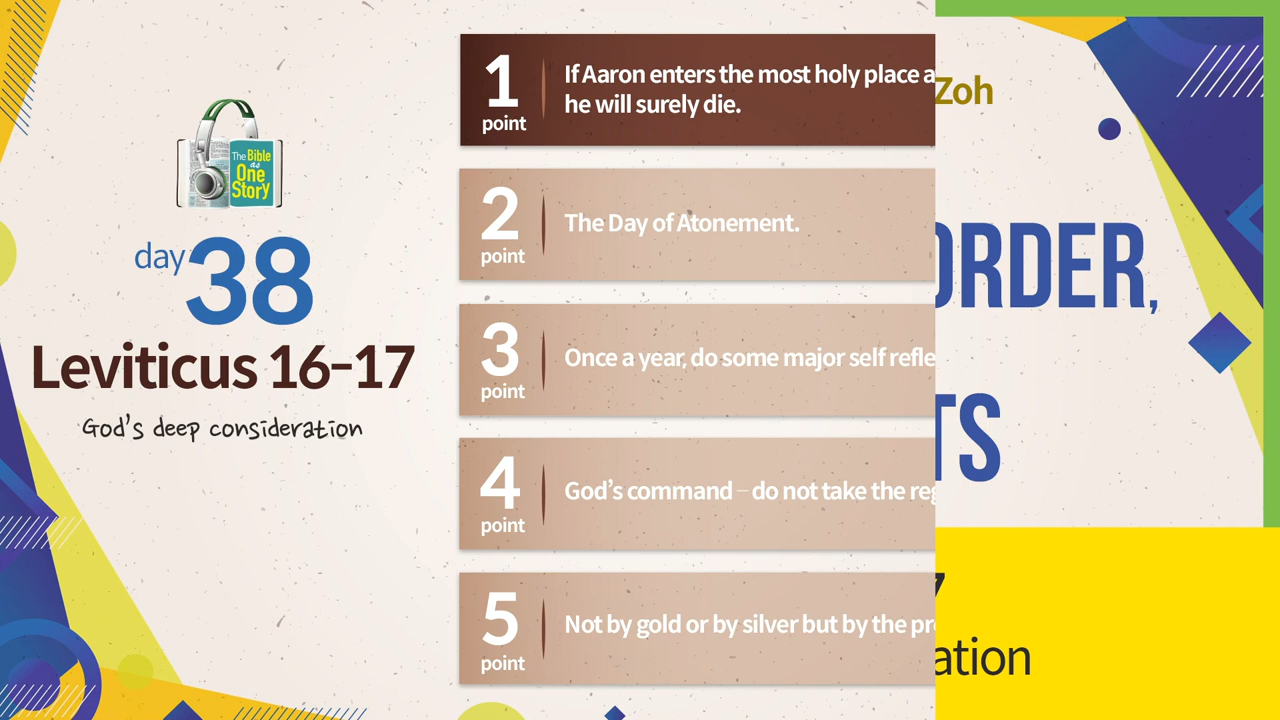 The Bible
as
One
Story
day 38
Leviticus 16-17
God's deep consideration
1
point
If Aaron enters the most holy place a
he will surely die.
2
point
The Day of Atonement.
3
point
Once a year, do some major self refle
4
point
God's command – do not take the reg
5
point
Not by gold or by silver but by the pr
Zoh
ORDER,
TS
7
ation